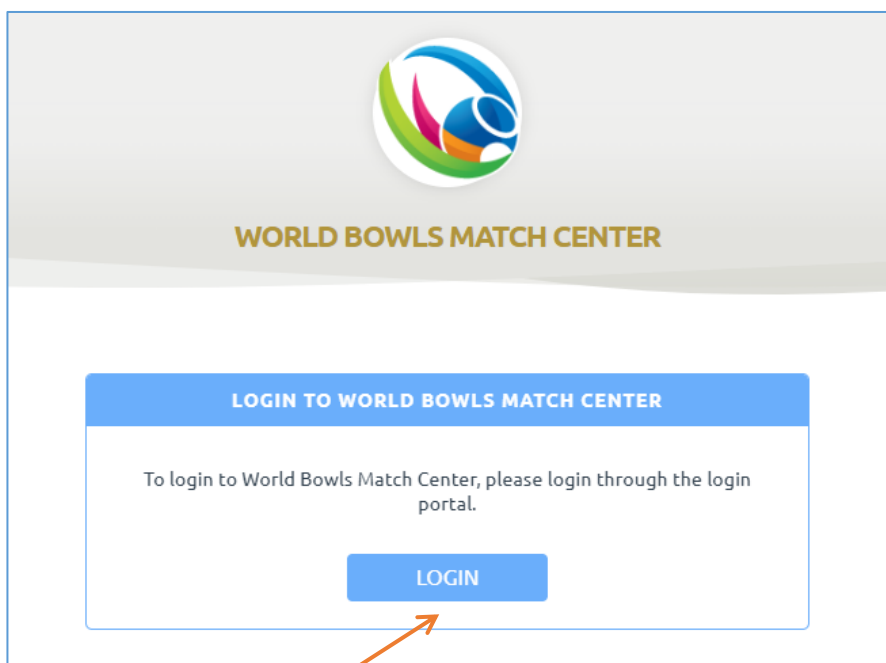 WORLD BOWLS MATCH CENTER
LOGIN TO WORLD BOWLS MATCH CENTER
To login to World Bowls Match Center, please login through the login
portal.
LOGIN